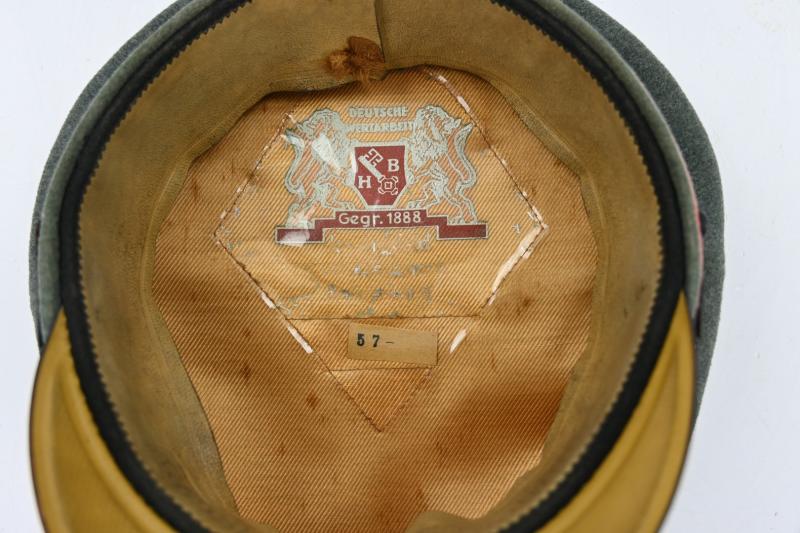 DEUTSCHE
WERTARBEIT
H B
Gegr. 1888
57-